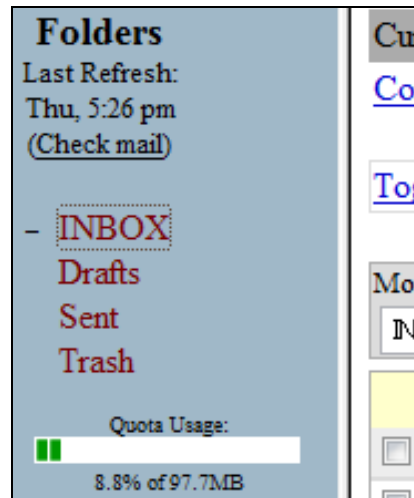 Folders
Last Refresh:
Thu, 5:26 pm
(Check mail)
– INBOX
Drafts
Sent
Trash
Quota Usage:
8.8% of 97.7MB